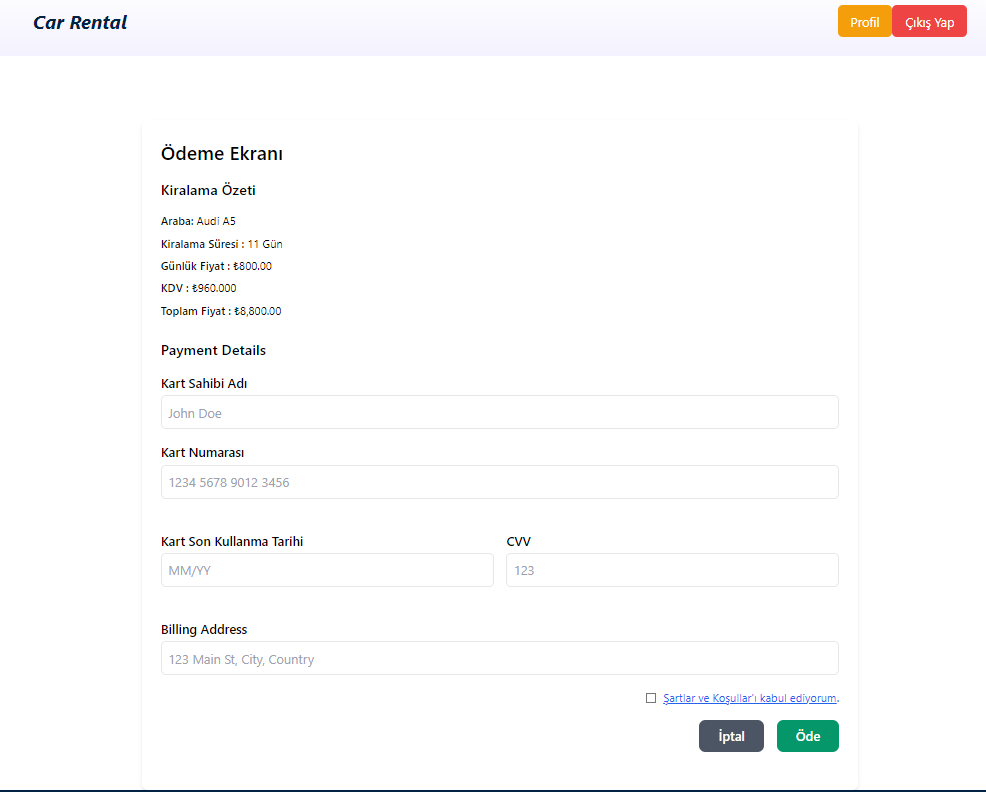 Car Rental
Profil
Çıkış Yap
Ödeme Ekranı
Kiralama Özeti
Araba: Audi A5
Kiralama Süresi : 11 Gün
Günlük Fiyat : ₺800.00
KDV : ₺960.000
Toplam Fiyat : ₺8,800.00
Payment Details
Kart Sahibi Adı
John Doe
Kart Numarası
1234 5678 9012 3456
Kart Son Kullanma Tarihi
CVV
MM/YY
123
Billing Address
123 Main St, City, Country
Şartlar ve Koşullar'ı kabul ediyorum.
İptal
Öde